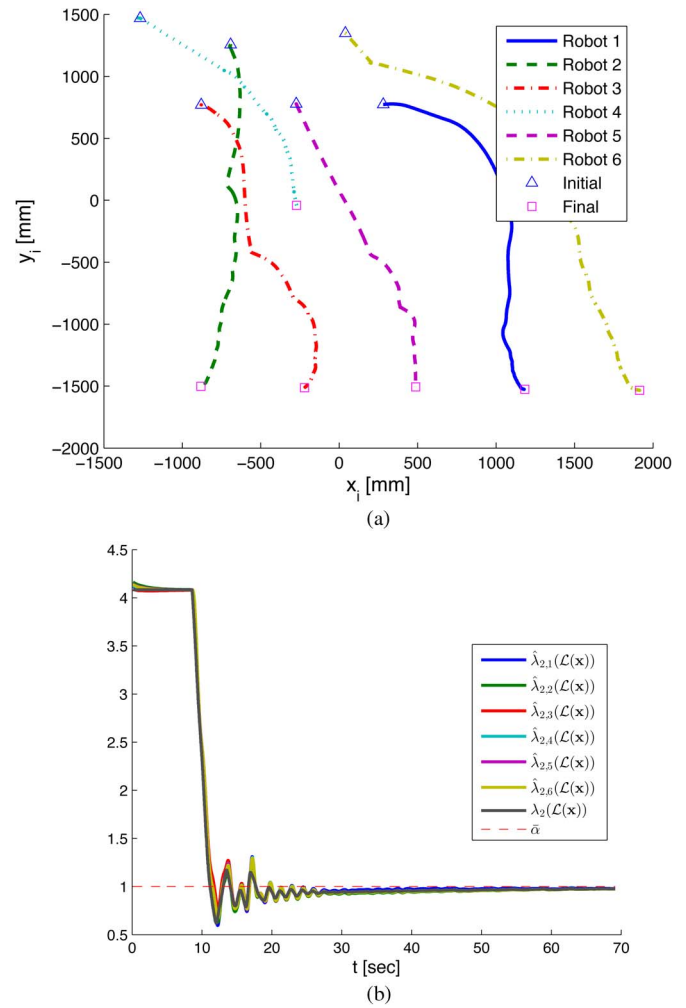 1500
1000
500
0
−500
−1000
−1500
−2000
y_i [mm]
−1500 −1000 −500 0 500 1000 1500 2000
x_i [mm]
Robot 1
Robot 2
Robot 3
Robot 4
Robot 5
Robot 6
Initial
Final
(a)
4.5
4
3.5
3
2.5
2
1.5
1
0.5
0 10 20 30 40 50 60 70
t [sec]
λ̂₂,₁(ℒ(𝐱))
λ̂₂,₂(ℒ(𝐱))
λ̂₂,₃(ℒ(𝐱))
λ̂₂,₄(ℒ(𝐱))
λ̂₂,₅(ℒ(𝐱))
λ̂₂,₆(ℒ(𝐱))
λ₂(ℒ(𝐱))
ᾱ
(b)